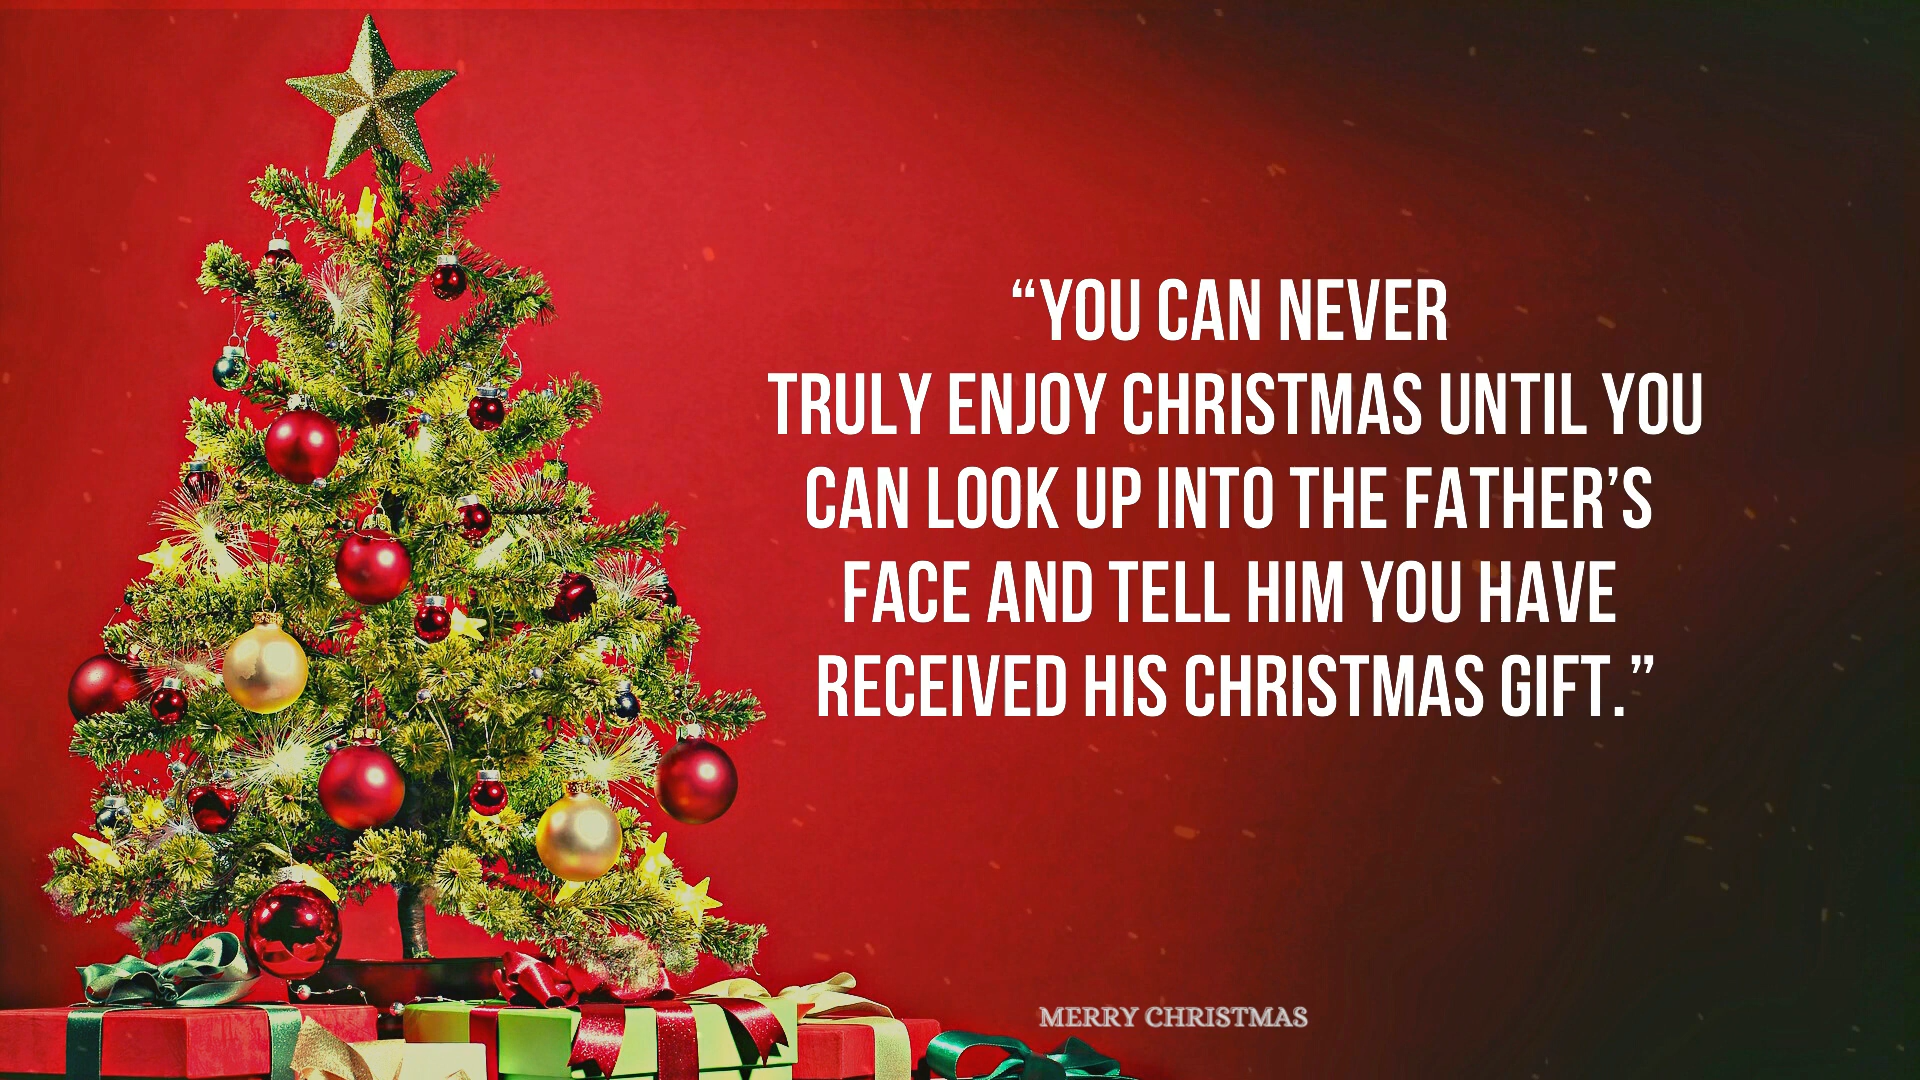 “YOU CAN NEVER
TRULY ENJOY CHRISTMAS UNTIL YOU
CAN LOOK UP INTO THE FATHER’S
FACE AND TELL HIM YOU HAVE
RECEIVED HIS CHRISTMAS GIFT.”
MERRY CHRISTMAS